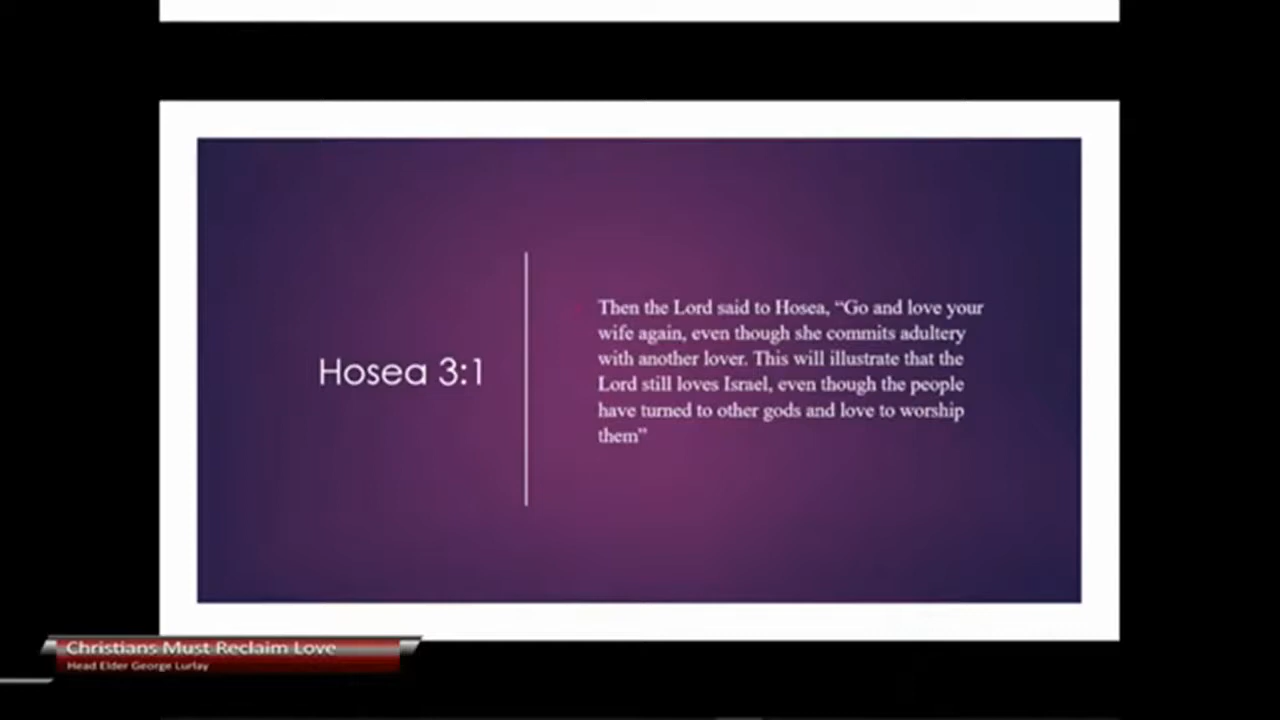 Hosea 3:1
Then the Lord said to Hosea, “Go and love your
wife again, even though she commits adultery
with another lover. This will illustrate that the
Lord still loves Israel, even though the people
have turned to other gods and love to worship
them”
Christians Must Reclaim Love
Head Elder George Lurlay